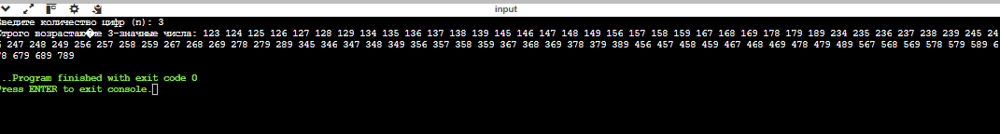 input
Введите количество цифр (n): 3
Строго возрастаю�ие 3-значные числа: 123 124 125 126 127 128 129 134 135 136 137 138 139 145 146 147 148 149 156 157 158 159 167 168 169 178 179 189 234 235 236 237 238 239 245 24
6 247 248 249 256 257 258 259 267 268 269 278 279 289 345 346 347 348 349 356 357 358 359 367 368 369 378 379 389 456 457 458 459 467 468 469 478 479 489 567 568 569 578 579 589 6
78 679 689 789
...Program finished with exit code 0
Press ENTER to exit console.